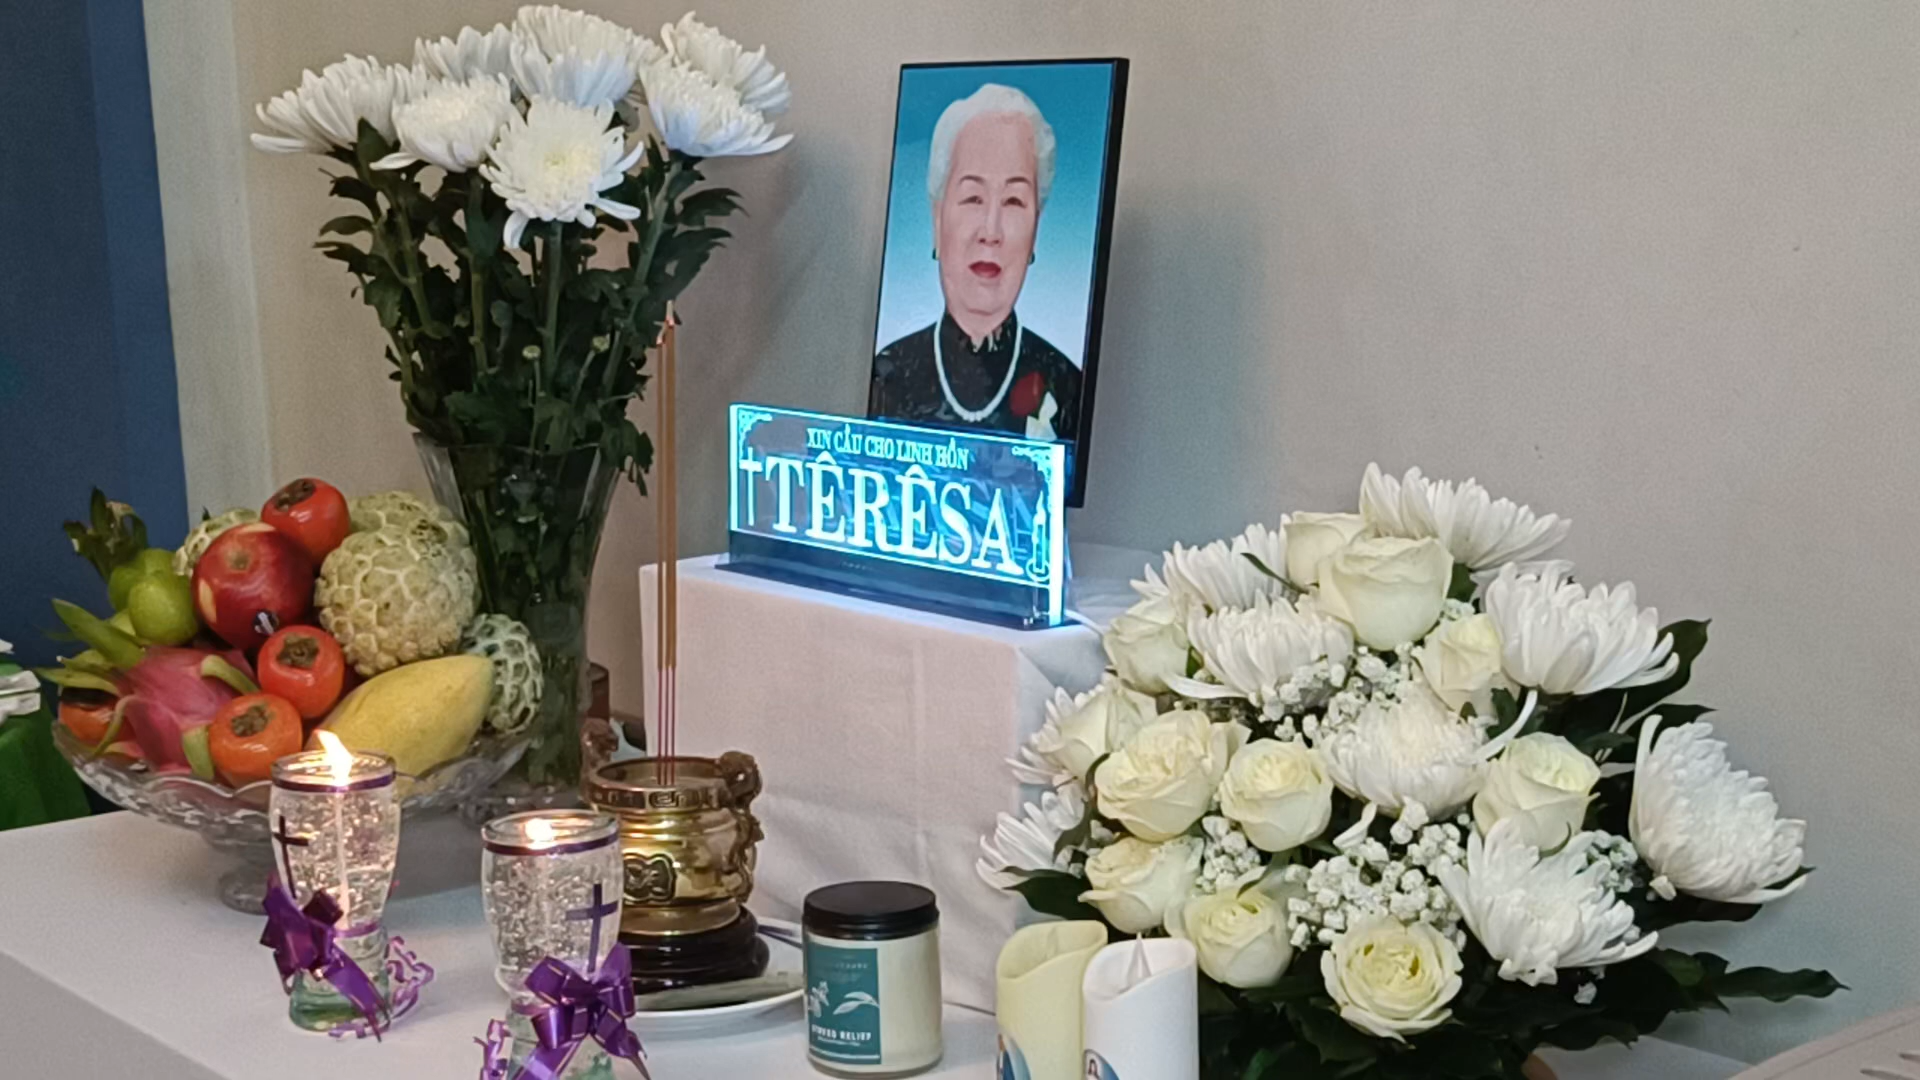 XIN CẦU CHO LINH HỒN
TÊRÊSA
STRESS RELIEF